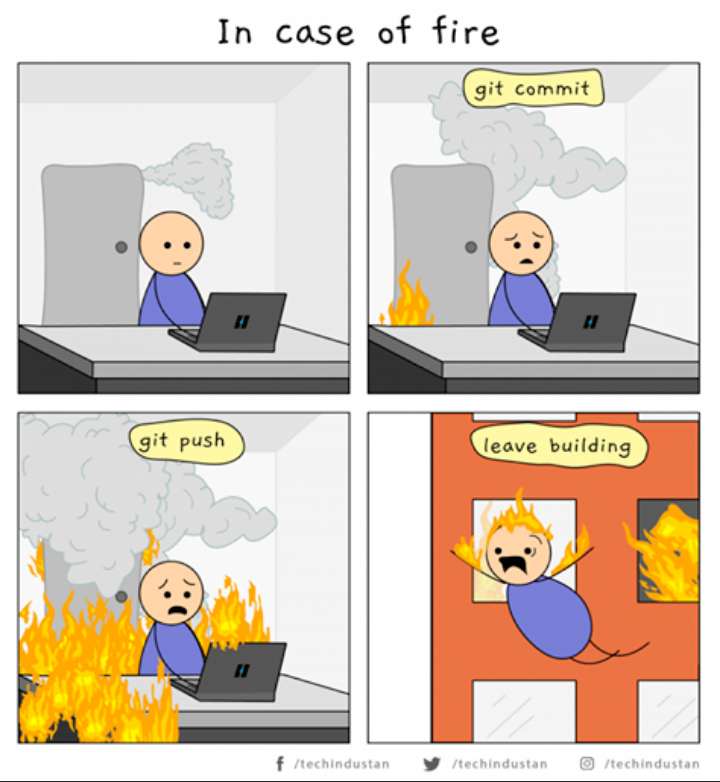 In case of fire
git commit
git push
leave building
/techindustan /techindustan /techindustan